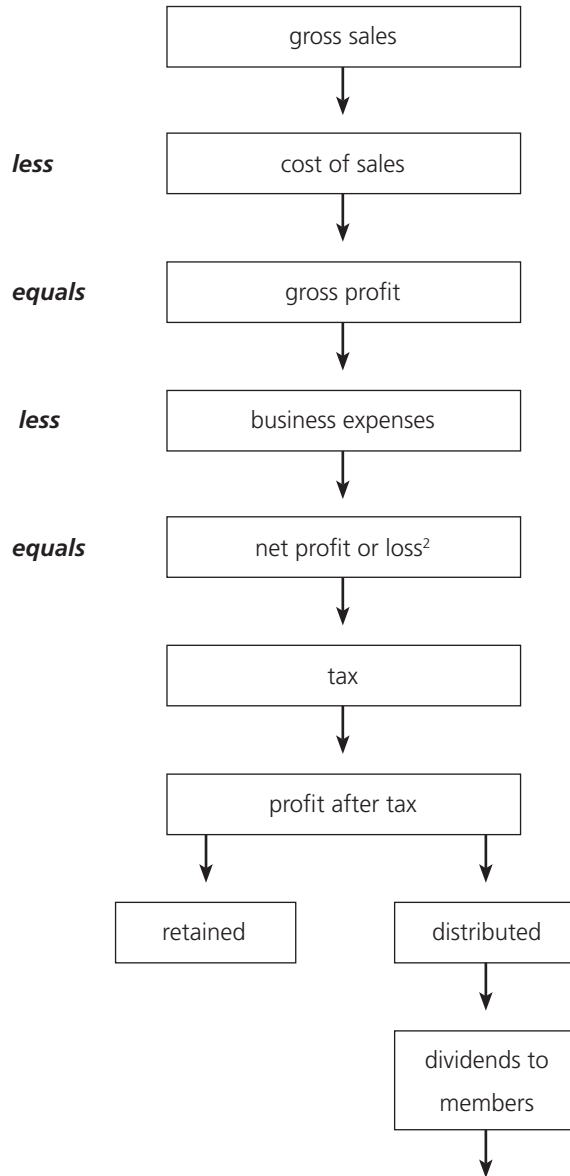 gross sales
less
cost of sales
equals
gross profit
less
business expenses
equals
net profit or loss²
tax
profit after tax
retained
distributed
dividends to
members